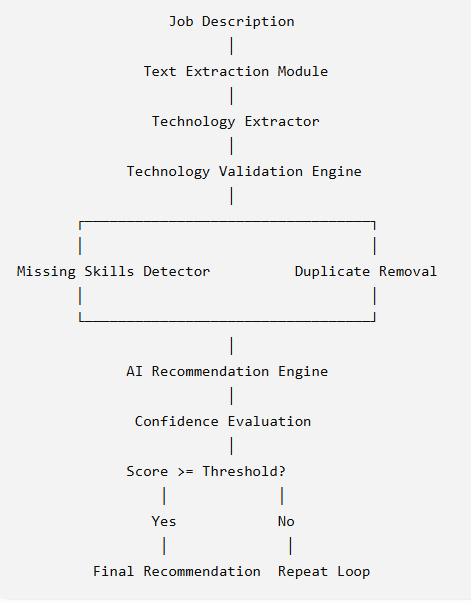 Job Description
Text Extraction Module
Technology Extractor
Technology Validation Engine
Missing Skills Detector Duplicate Removal
AI Recommendation Engine
Confidence Evaluation
Score >= Threshold?
Yes No
Final Recommendation Repeat Loop